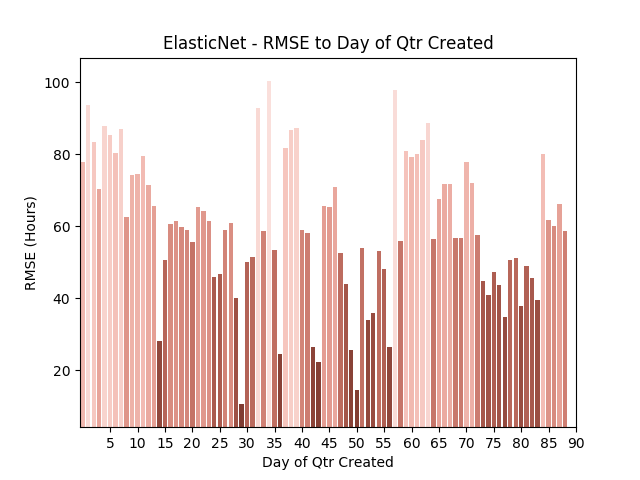 ElasticNet - RMSE to Day of Qtr Created
100
80
60
40
20
RMSE (Hours)
5 10 15 20 25 30 35 40 45 50 55 60 65 70 75 80 85 90
Day of Qtr Created